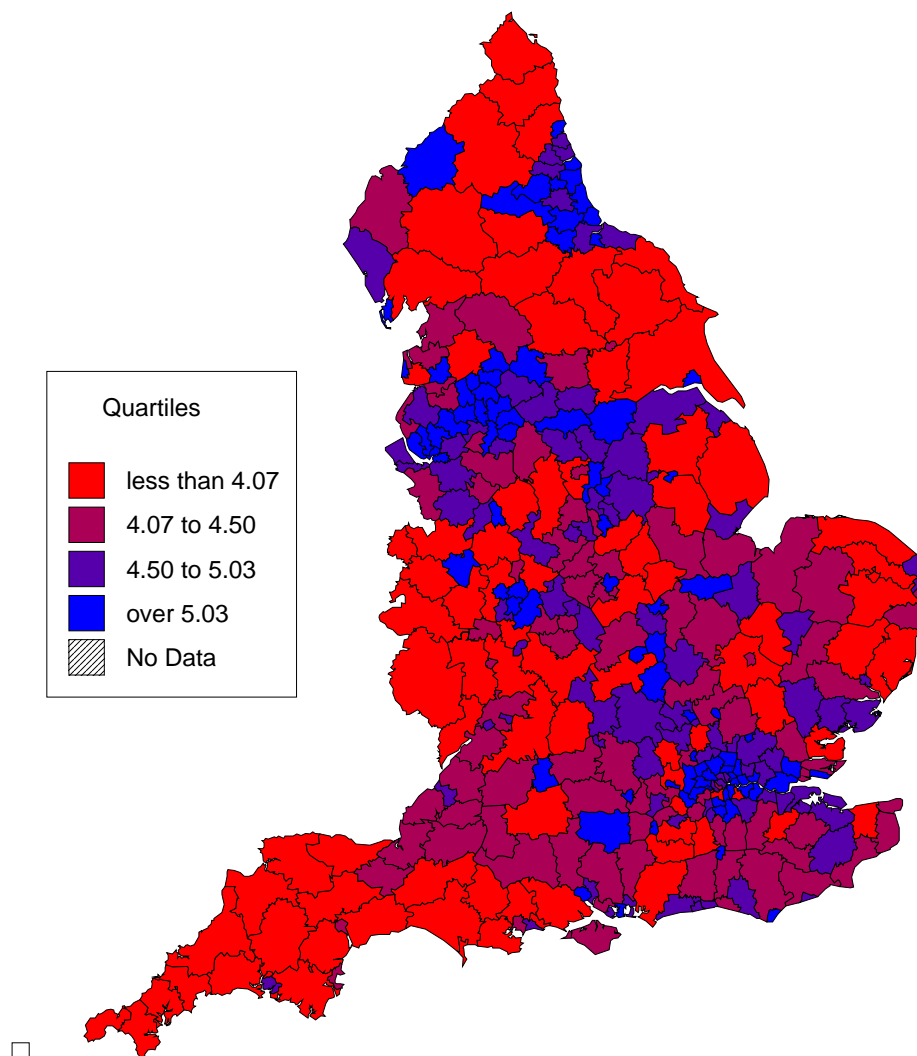 Quartiles
less than 4.07
4.07 to 4.50
4.50 to 5.03
over 5.03
No Data